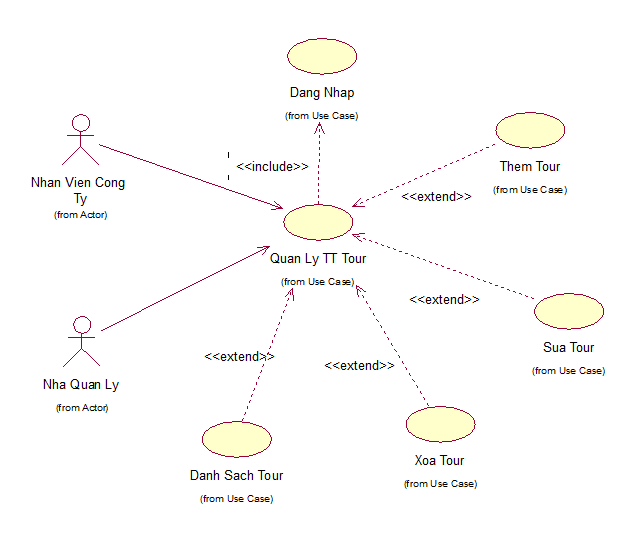 Dang Nhap
(from Use Case)
Nhan Vien Cong
Ty
(from Actor)
<<include>>
Them Tour
(from Use Case)
<<extend>>
Quan Ly TT Tour
(from Use Case)
<<extend>>
Sua Tour
(from Use Case)
Nha Quan Ly
(from Actor)
<<extend>>
<<extend>>
Danh Sach Tour
(from Use Case)
Xoa Tour
(from Use Case)